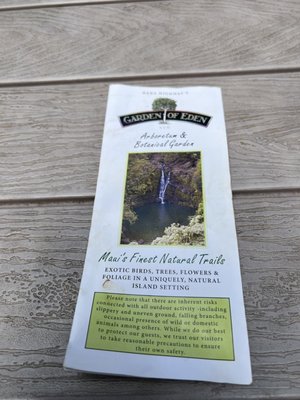 GARDEN OF EDEN
Arboretum &
Botanical Garden
Maui's Finest Natural Trails
EXOTIC BIRDS, TREES, FLOWERS &
FOLIAGE IN A UNIQUELY, NATURAL
ISLAND SETTING
Please note that there are inherent risks
connected with all outdoor activity -including
slippery and uneven ground, falling branches,
occasional presence of wild or domestic
animals among others. While we do our best
to protect our guests, we trust our visitors
to take reasonable precautions to ensure
their own safety.